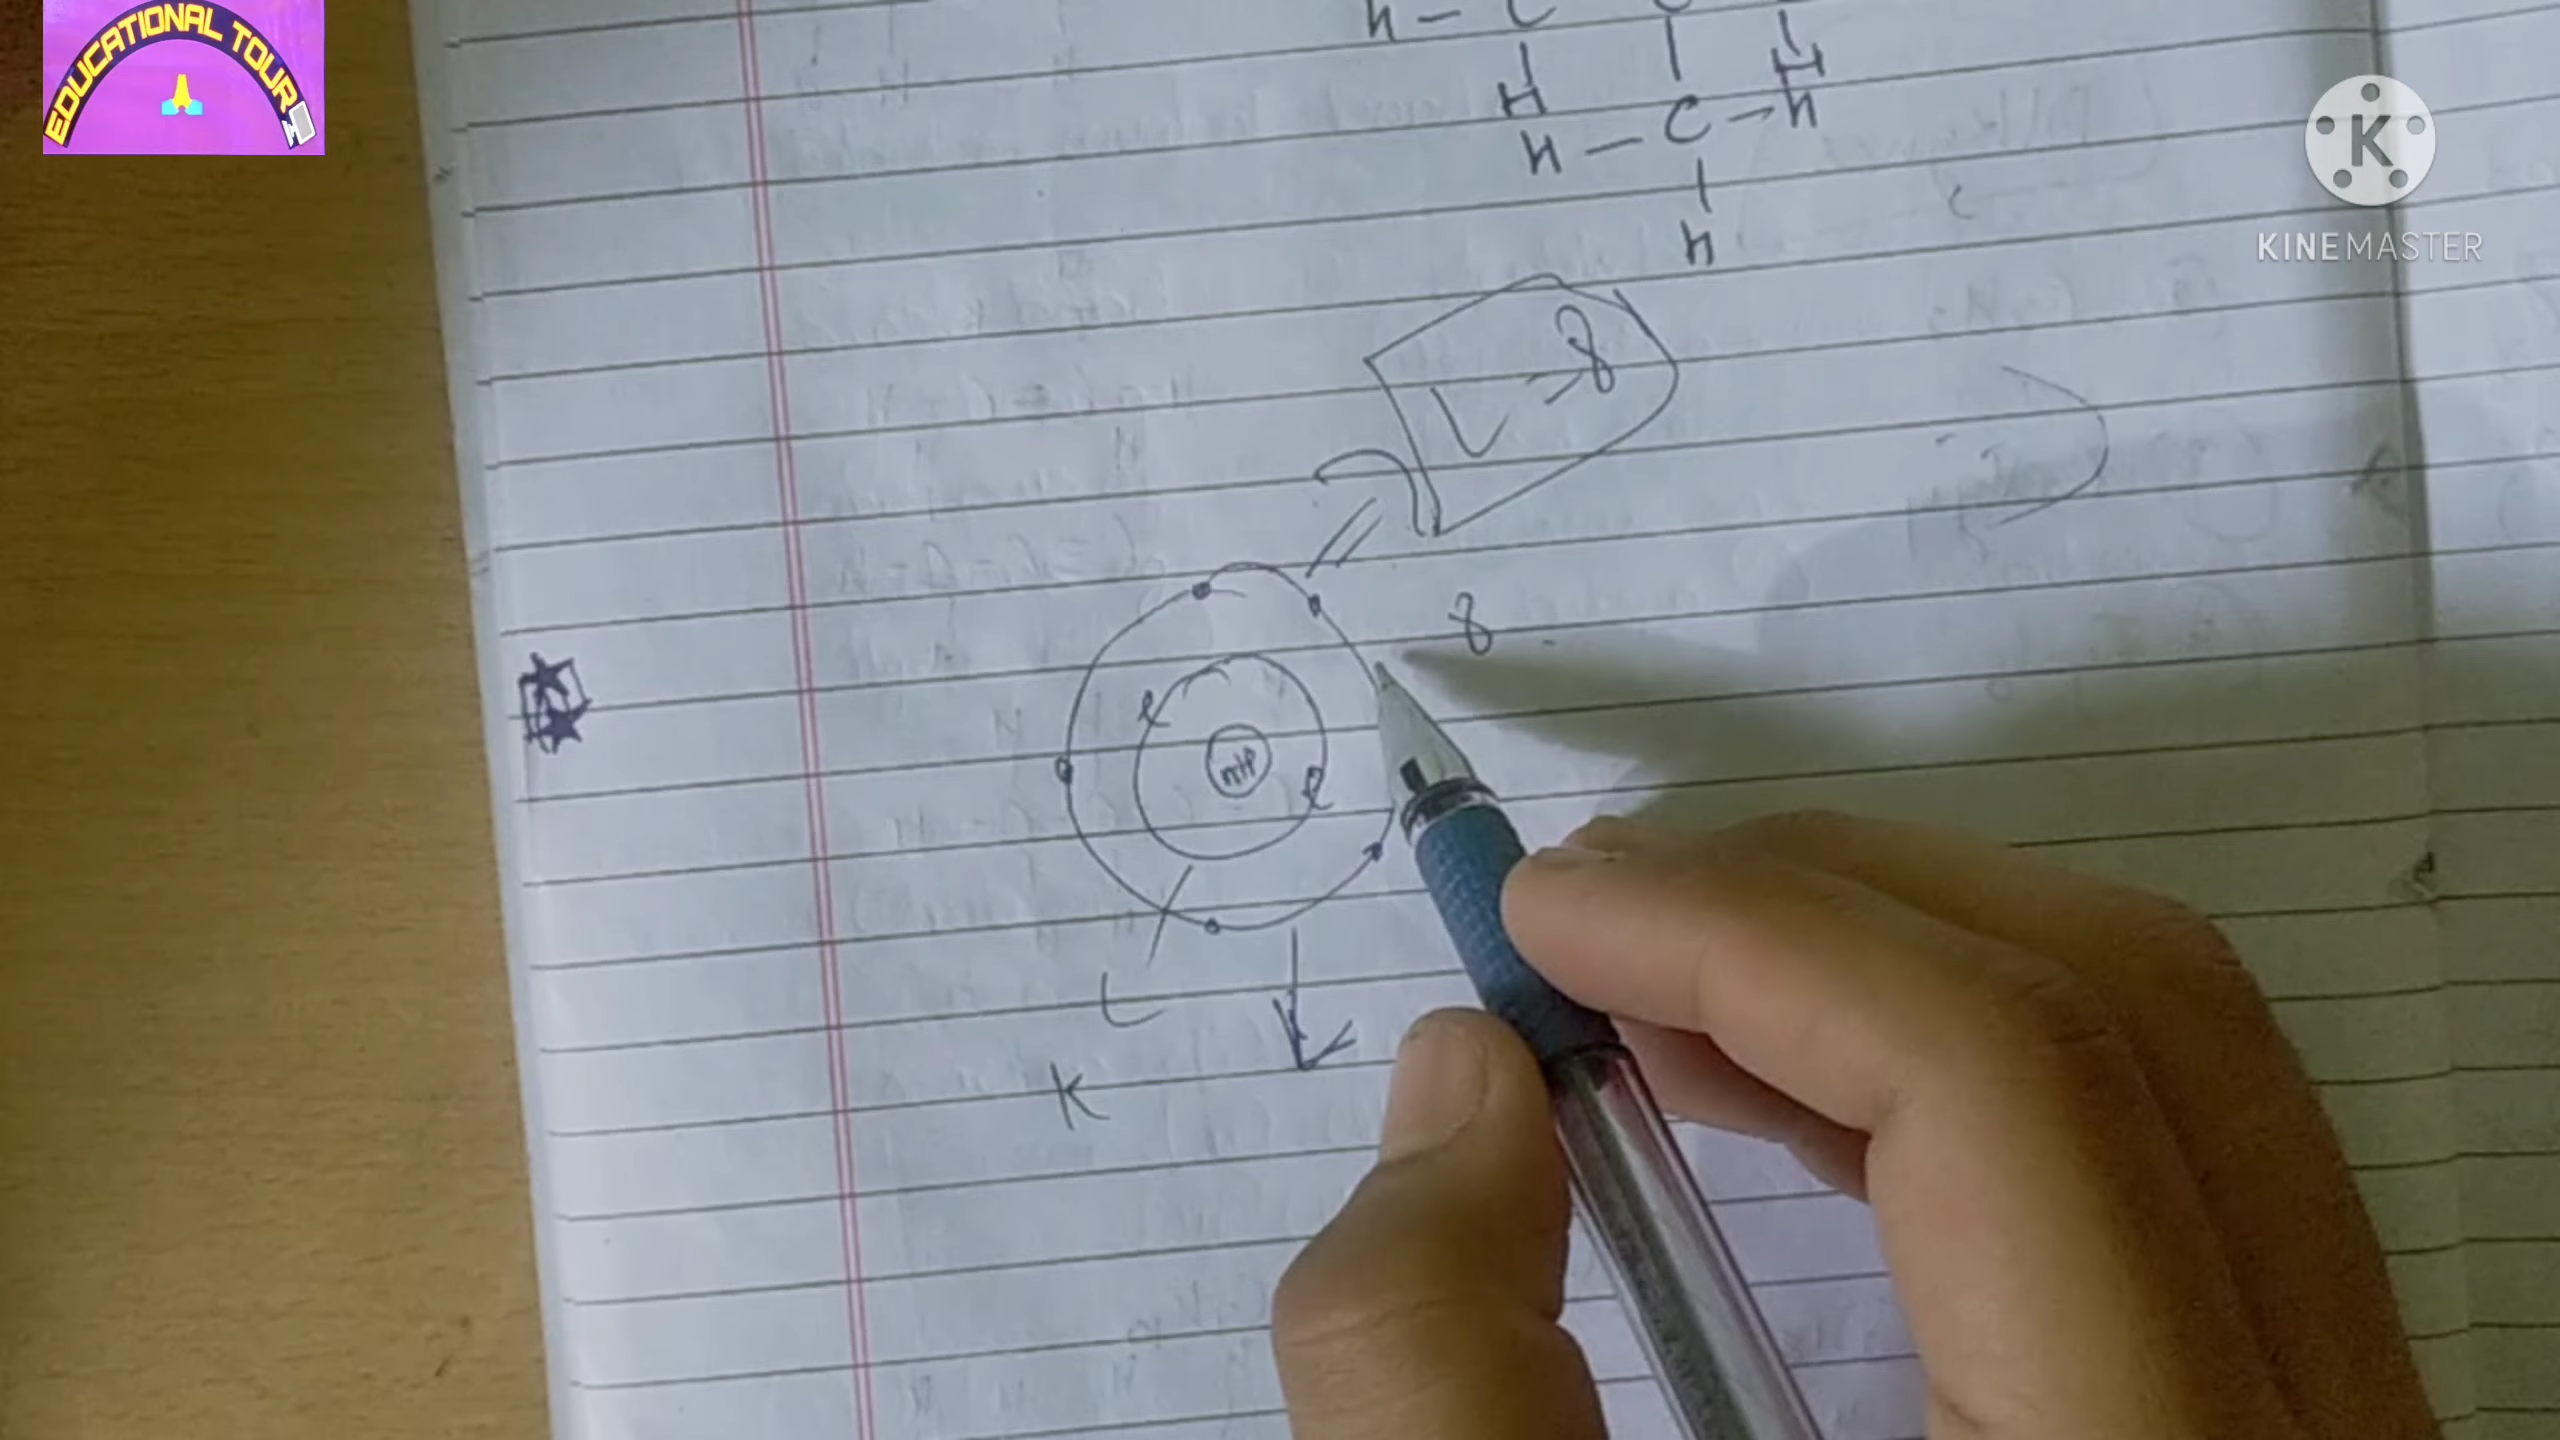 EDUCATIONAL TOUR
K
KINEMASTER
H - C C
H H
H - C - H
H
L → 8
8
e
n+p
e
L
L
K